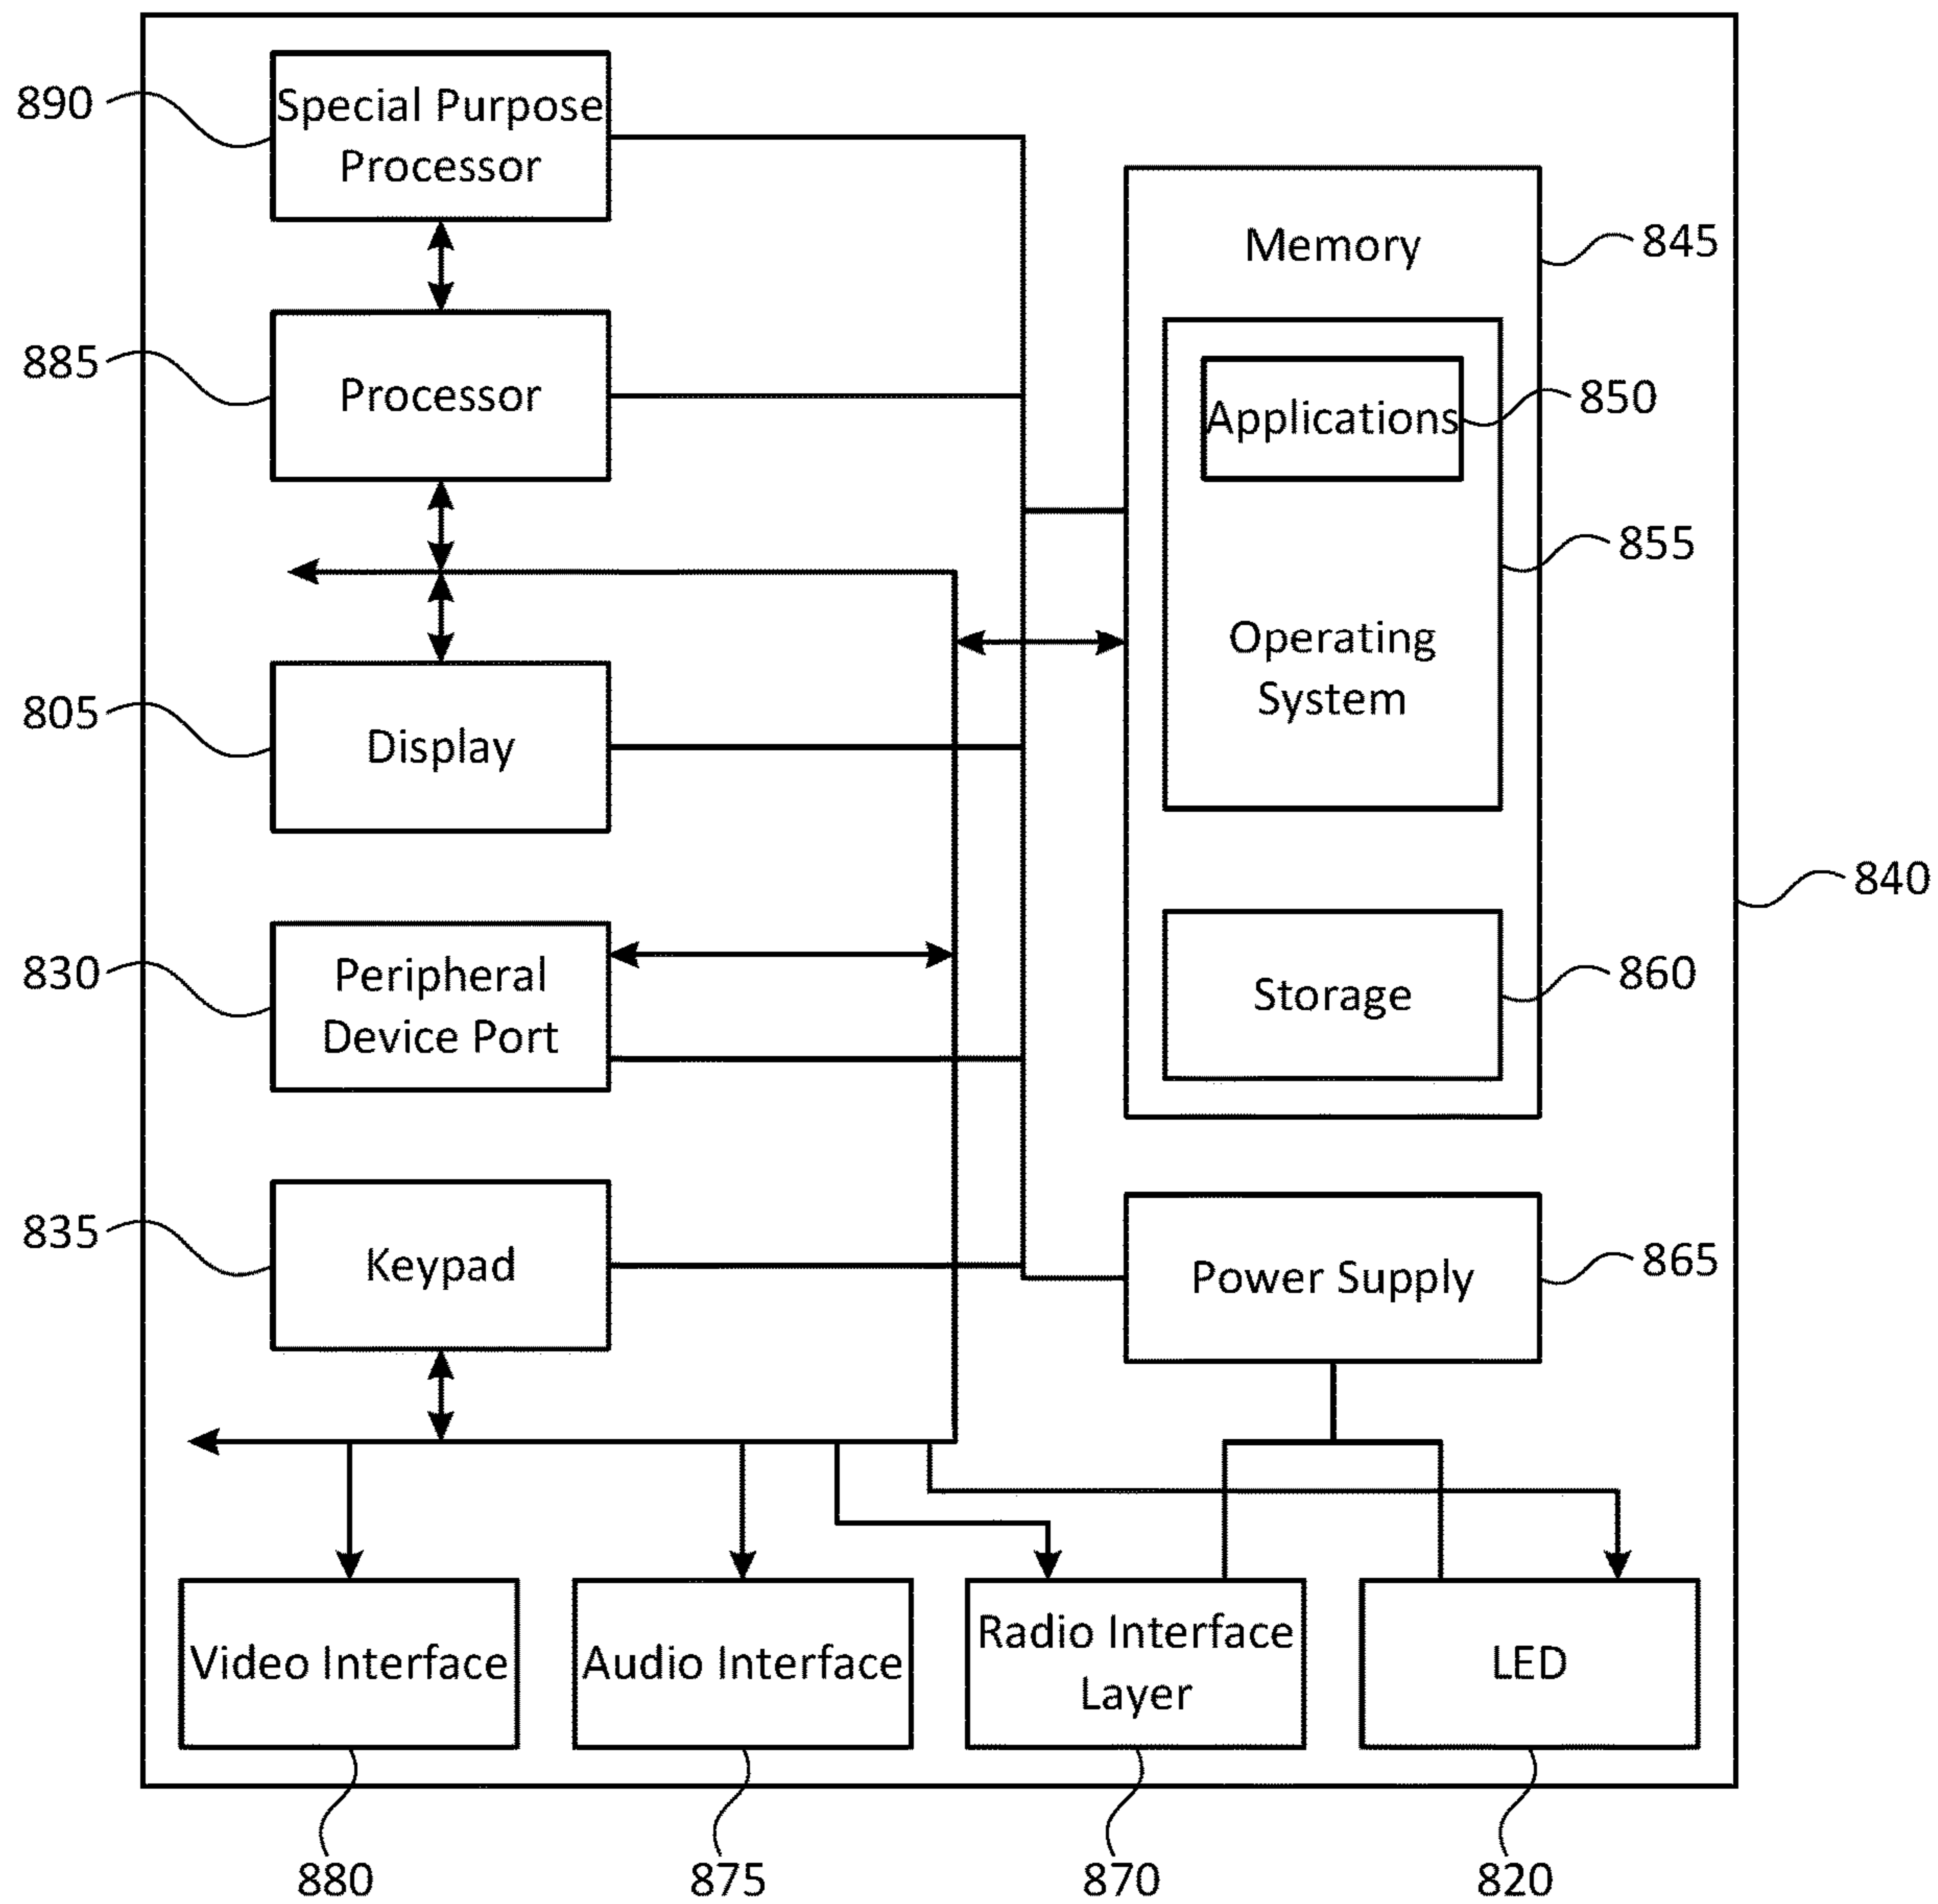 890
Special Purpose
Processor
Memory
845
885
Processor
Applications
850
855
Operating
System
805
Display
840
830
Peripheral
Device Port
Storage
860
835
Keypad
Power Supply
865
Video Interface
Audio Interface
Radio Interface
Layer
LED
880
875
870
820